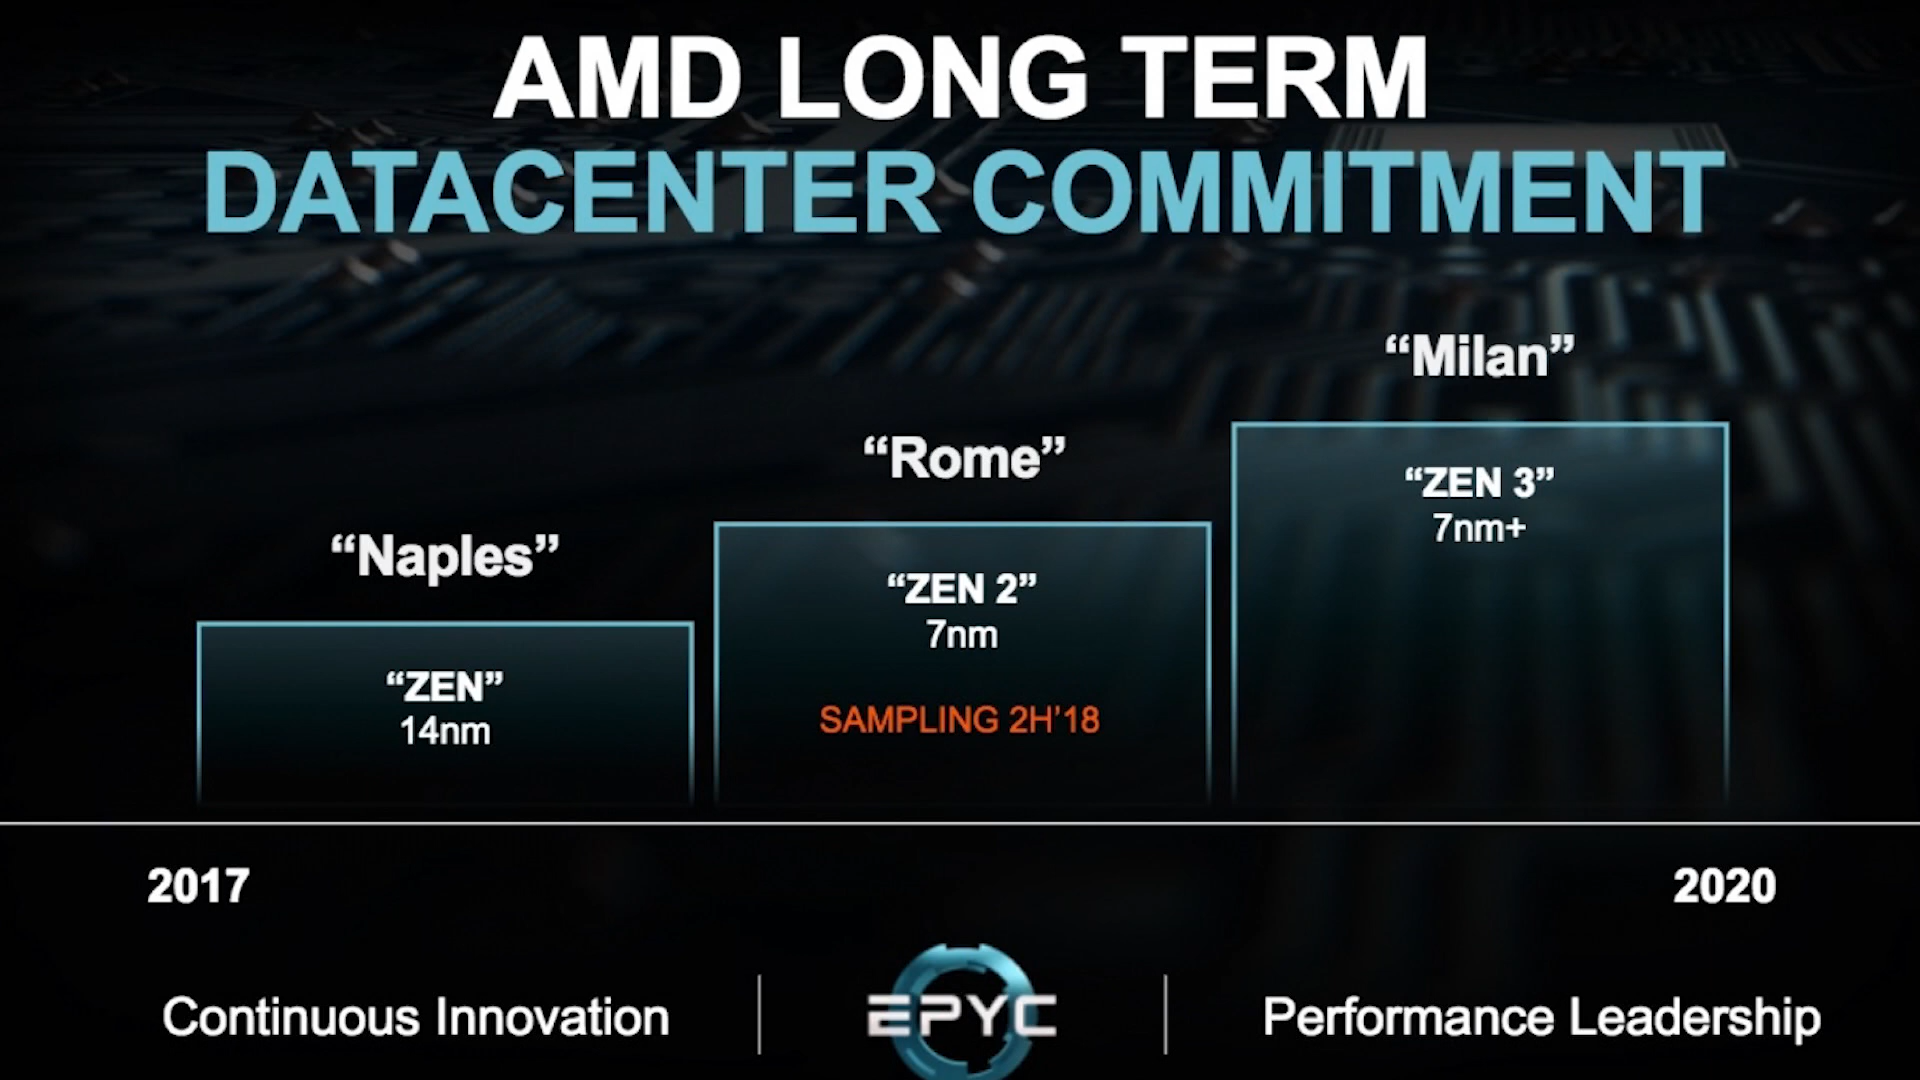 AMD LONG TERM
DATACENTER COMMITMENT
“Naples”
“ZEN”
14nm
“Rome”
“ZEN 2”
7nm
SAMPLING 2H’18
“Milan”
“ZEN 3”
7nm+
2017
2020
Continuous Innovation
EPYC
Performance Leadership